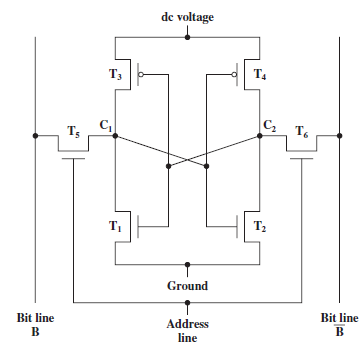 dc voltage
T3
T4
T5
C1
C2
T6
T1
T2
Ground
Bit line
B
Address
line
Bit line
B̅